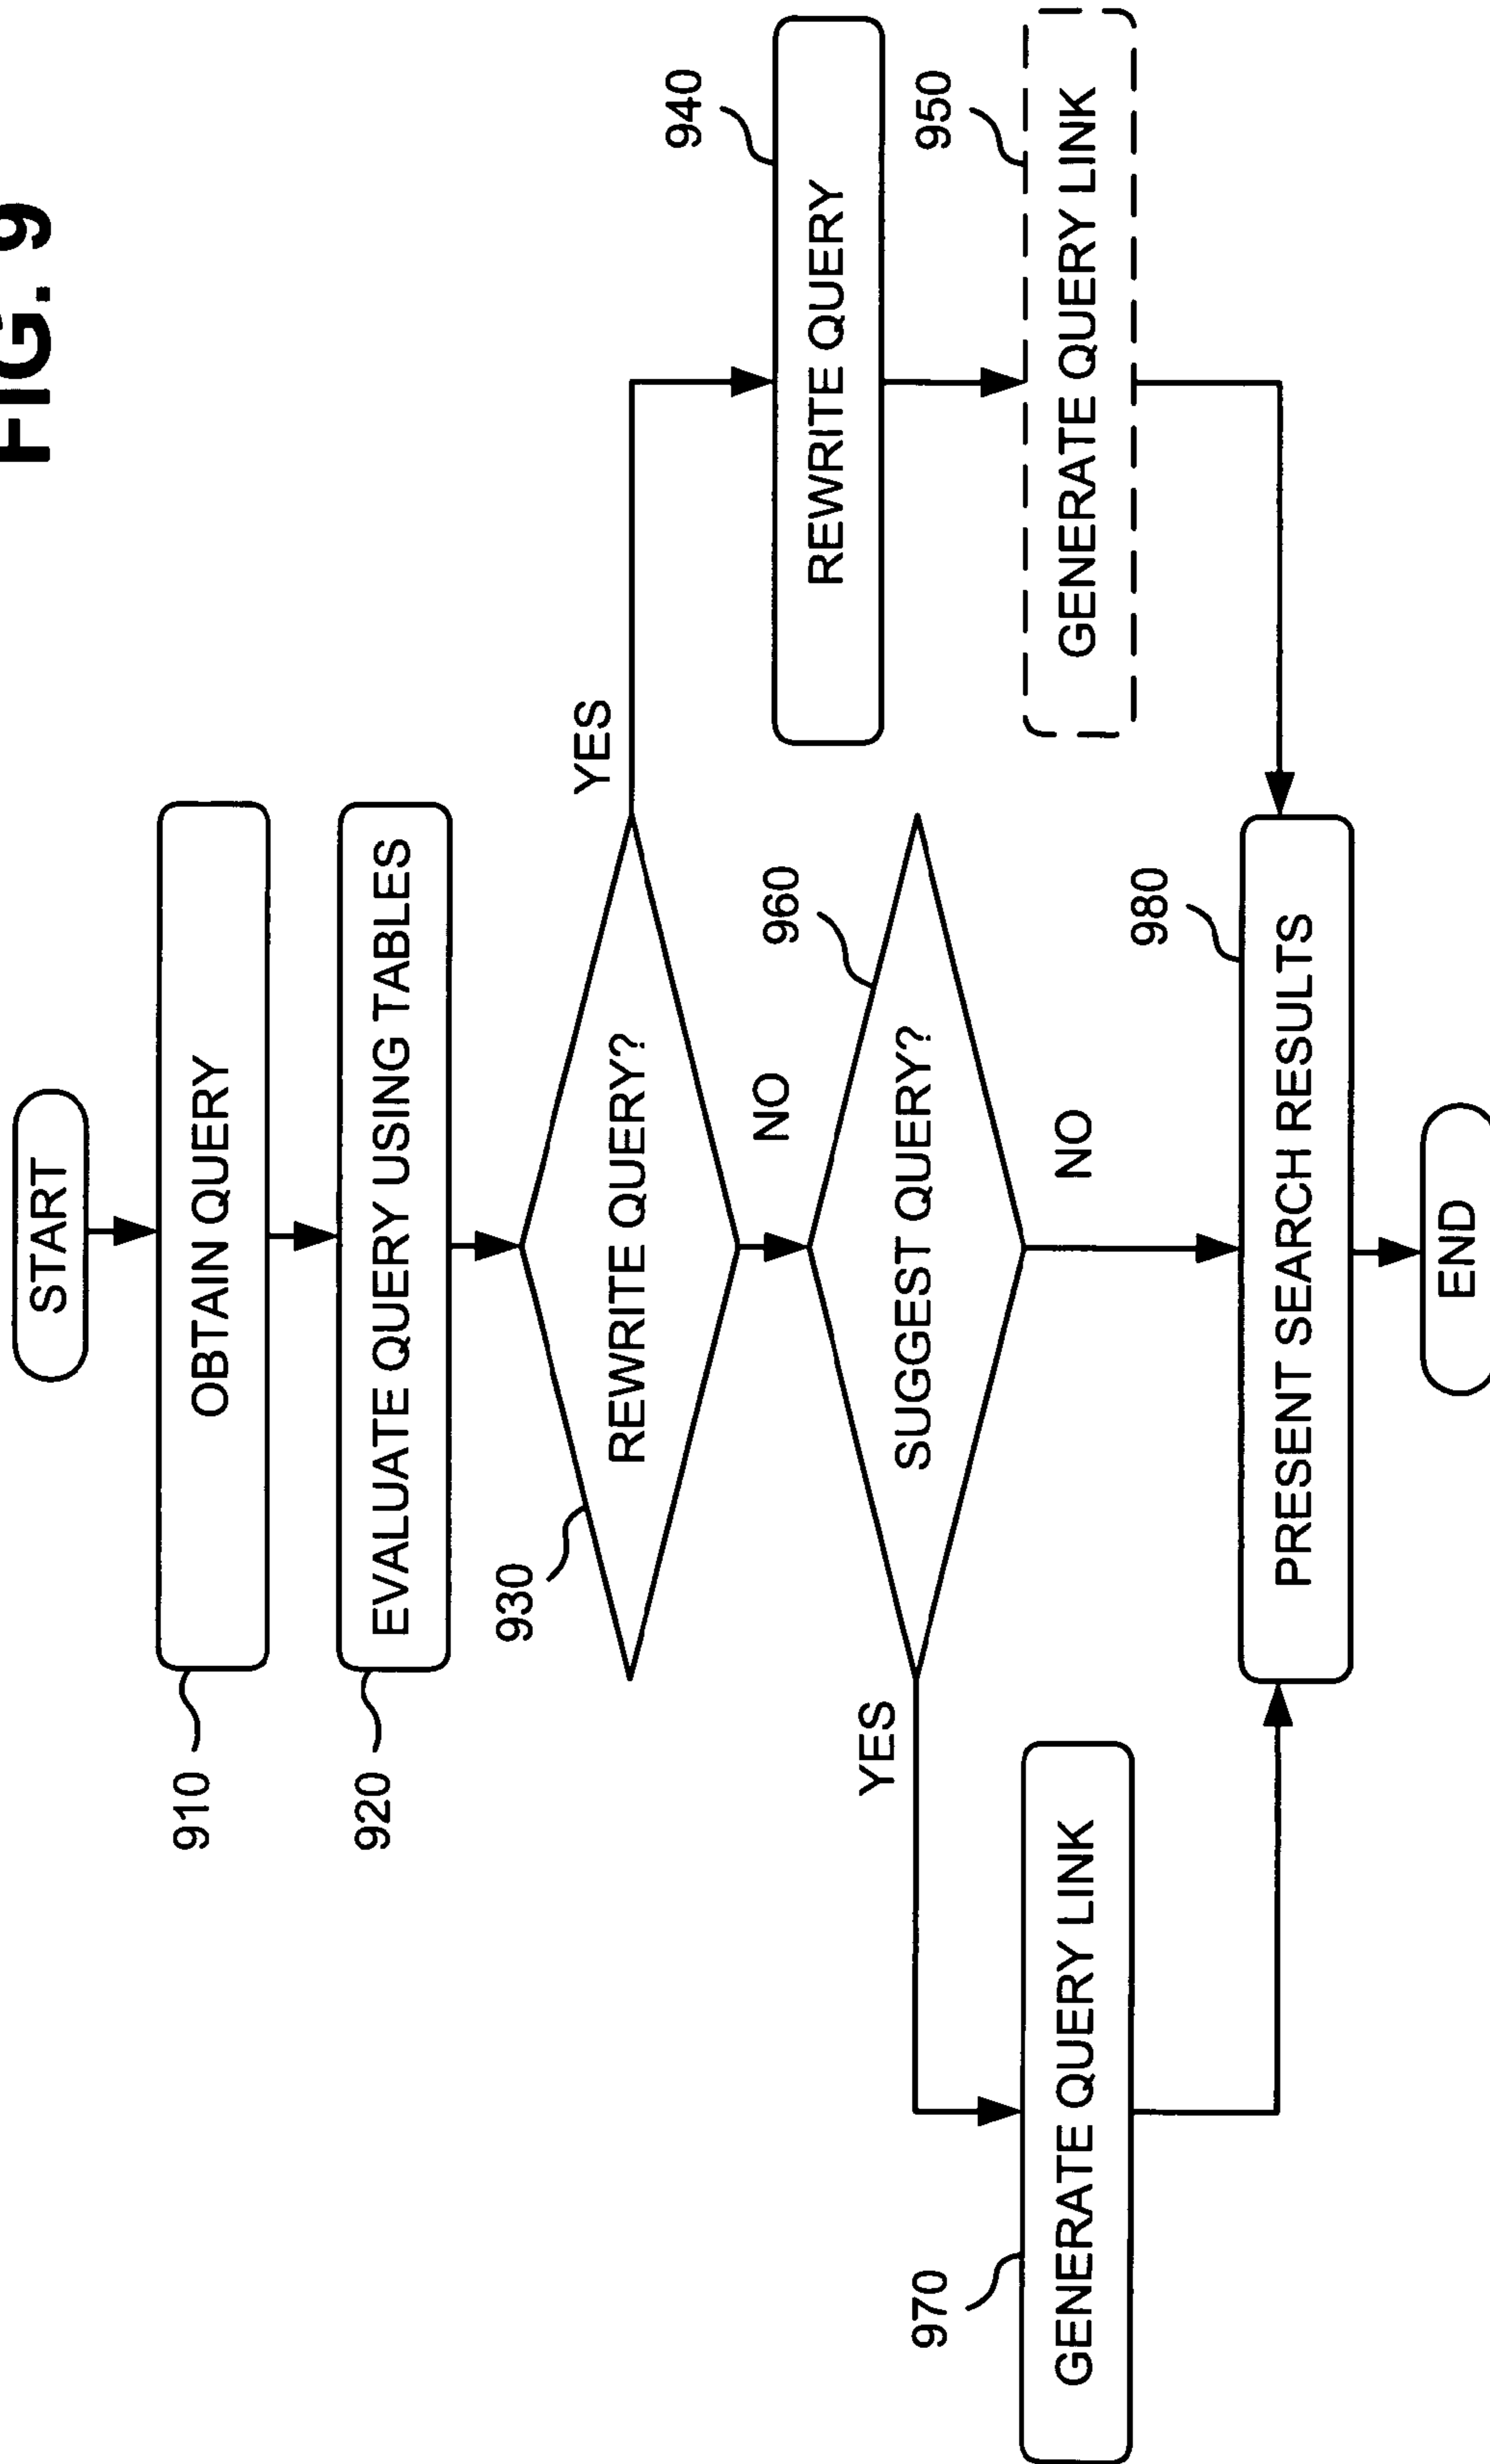 FIG. 9
START
OBTAIN QUERY
910
EVALUATE QUERY USING TABLES
920
REWRITE QUERY?
930
YES
NO
REWRITE QUERY
940
GENERATE QUERY LINK
950
SUGGEST QUERY?
960
YES
NO
GENERATE QUERY LINK
970
PRESENT SEARCH RESULTS
980
END